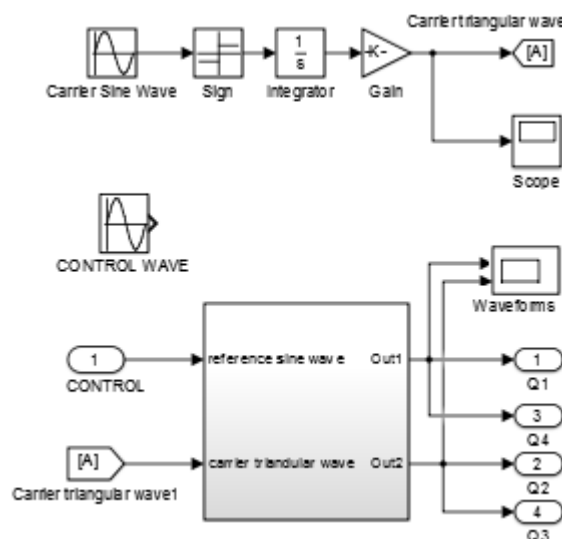 Carrier triangular wave
[A]
1
s
-K-
Carrier Sine Wave
Sign
Integrator
Gain
Scope
CONTROL WAVE
Waveforms
1
reference sine wave
Out1
1
CONTROL
Q1
3
Q4
[A]
carrier triandular wave
Out2
2
Carrier triangular wave1
Q2
4
Q3